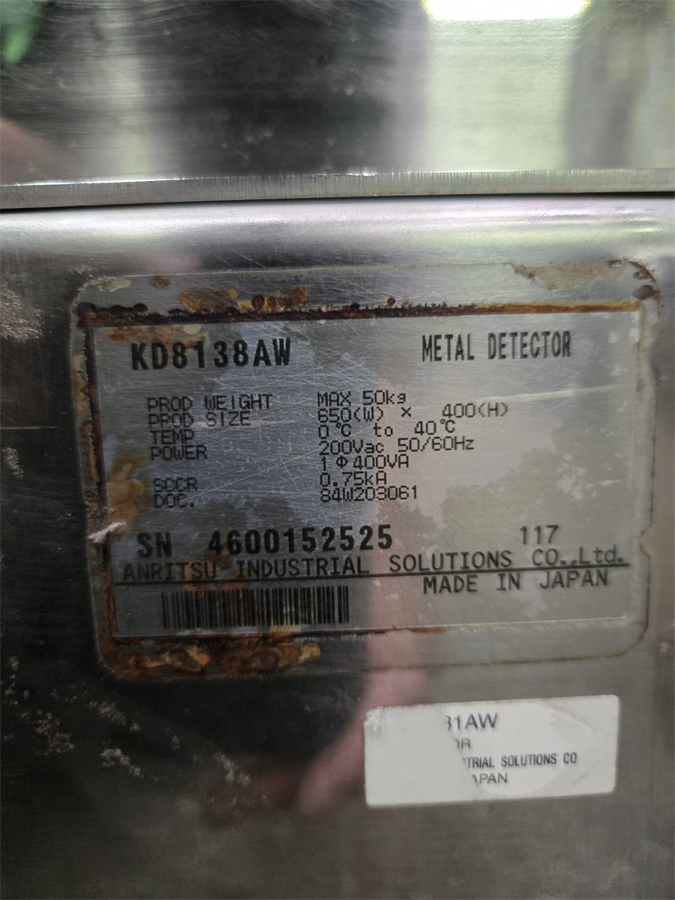 KD8138AW METAL DETECTOR
PROD WEIGHT MAX 50kg
PROD SIZE 650(W) × 400(H)
TEMP 0℃ to 40℃
POWER 200Vac 50/60Hz
1Φ400VA
SCCR 0.75kA
DOC. 84W203061
SN 4600152525 117
ANRITSU INDUSTRIAL SOLUTIONS CO.,Ltd.
MADE IN JAPAN
31AW
OR
TRIAL SOLUTIONS CO
APAN